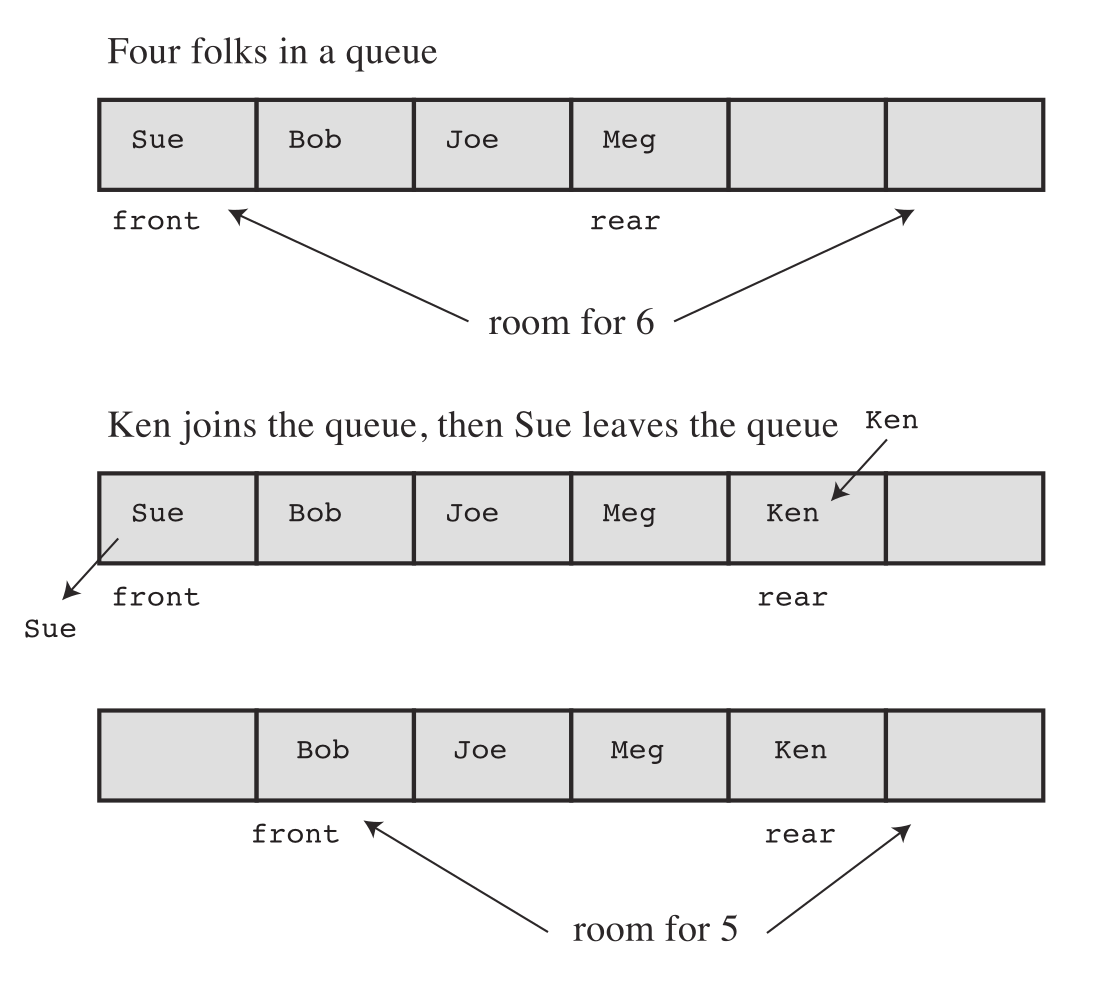 Four folks in a queue
Sue Bob Joe Meg
front rear
room for 6
Ken joins the queue, then Sue leaves the queue Ken
Sue Bob Joe Meg Ken
front rear
Sue
Bob Joe Meg Ken
front rear
room for 5